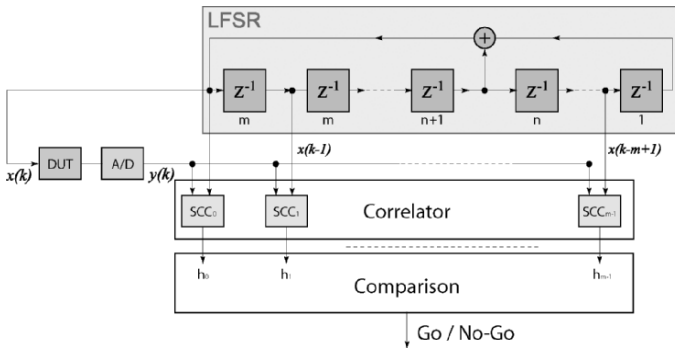 LFSR
+
Z-1 Z-1 Z-1 Z-1 Z-1
m m n+1 n 1
x(k-1) x(k-m+1)
x(k) DUT A/D y(k)
SCC0 SCC1 Correlator SCCm-1
h0 h1 hm-1
Comparison
Go / No-Go